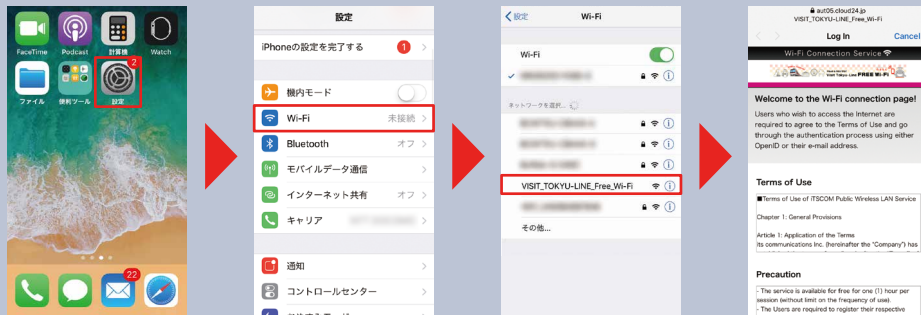 FaceTime
Podcast
計算機
Watch
ファイル
便利ツール
2
設定
22
設定
iPhoneの設定を完了する 1
機内モード
Wi-Fi 未接続
Bluetooth オフ
モバイルデータ通信
インターネット共有 オフ
キャリア
通知
コントロールセンター
設定 Wi-Fi
Wi-Fi
ネットワークを選択...
VISIT_TOKYU-LINE_Free_Wi-Fi
その他...
aut05.cloud24.jp
VISIT_TOKYU-LINE_Free_Wi-Fi
Log In Cancel
Wi-Fi Connection Service
Visit Tokyu Line FREE Wi-Fi
Welcome to the Wi-Fi connection page!
Users who wish to access the Internet are
required to agree to the Terms of Use and go
through the authentication process using either
OpenID or their e-mail address.
Terms of Use
■Terms of Use of iTSCOM Public Wireless LAN Service
Chapter 1: General Provisions
Article 1: Application of the Terms
its communications Inc. (hereinafter the "Company") has
Precaution
- The service is available for free for one (1) hour per
session (without limit on the frequency of use).
- The Users are required to register their respective